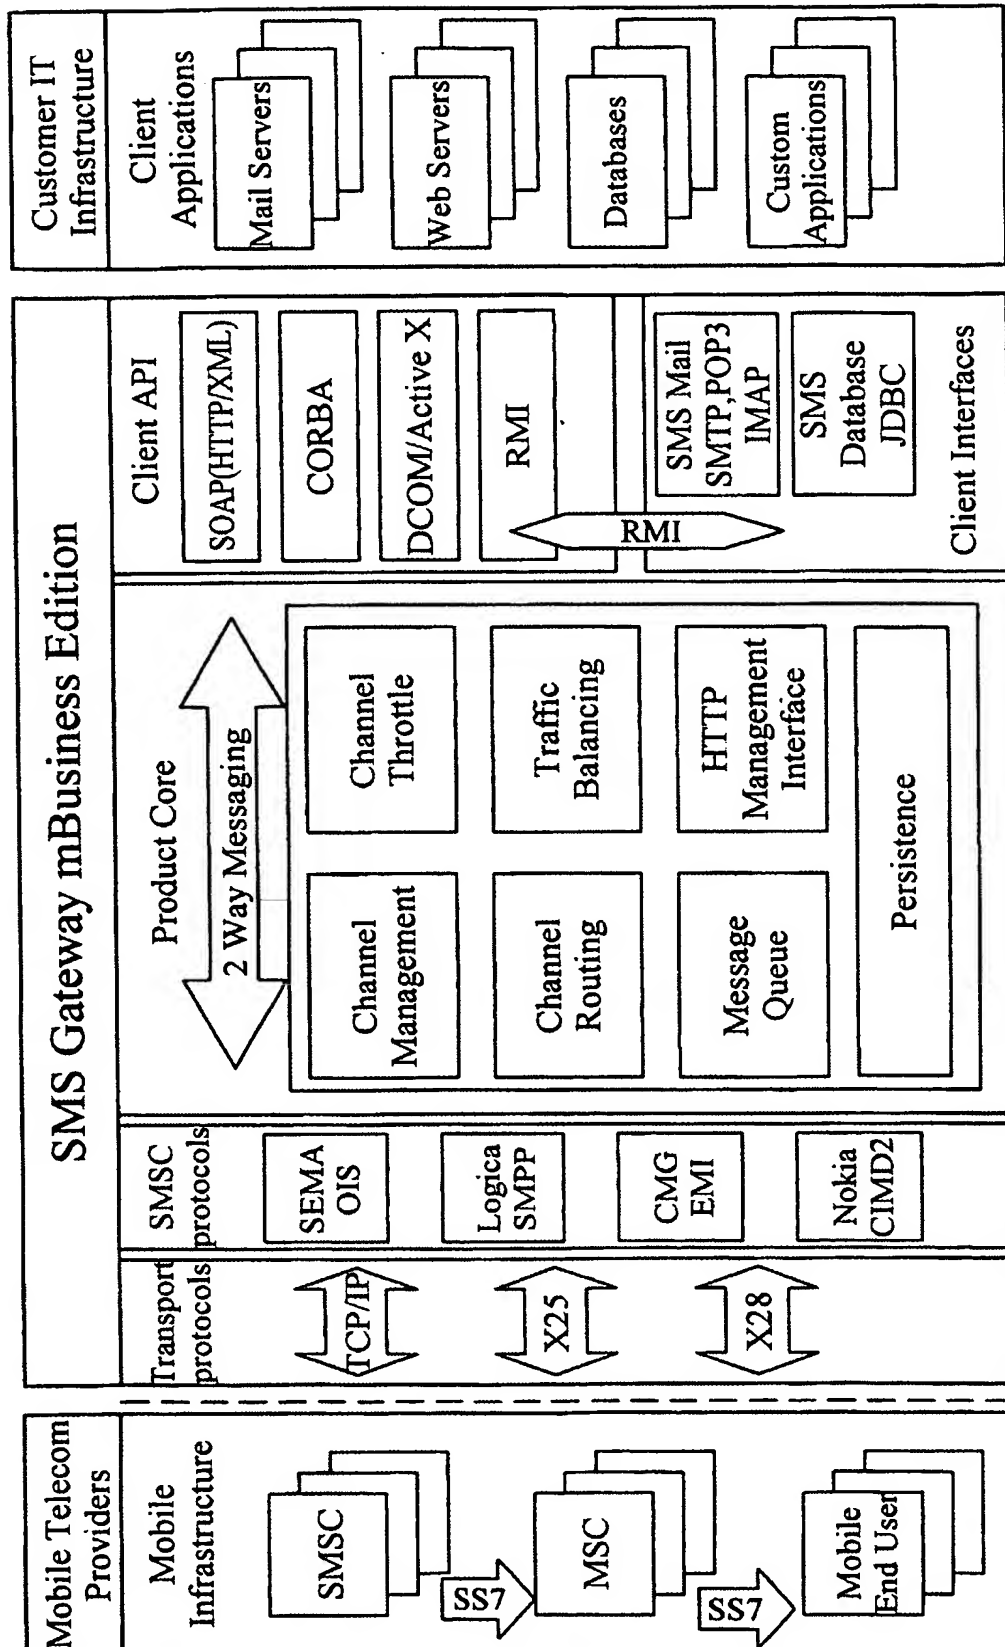 Mobile Telecom
Providers
Mobile
Infrastructure
SMSC
SS7
MSC
SS7
Mobile
End User
SMS Gateway mBusiness Edition
Transport
protocols
TCP/IP
X25
X28
SMSC
protocols
SEMA
OIS
Logica
SMPP
CMG
EMI
Nokia
CIMD2
Product Core
2 Way Messaging
Channel
Management
Channel
Throttle
Channel
Routing
Traffic
Balancing
Message
Queue
HTTP
Management
Interface
Persistence
Client API
SOAP(HTTP/XML)
CORBA
DCOM/Active X
RMI
RMI
SMS Mail
SMTP,POP3
IMAP
SMS
Database
JDBC
Client Interfaces
Customer IT
Infrastructure
Client
Applications
Mail Servers
Web Servers
Databases
Custom
Applications